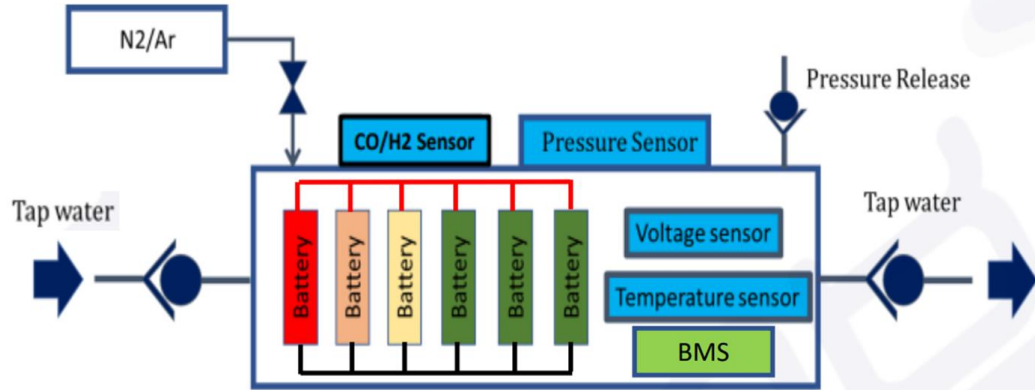 N2/Ar
Pressure Release
CO/H2 Sensor
Pressure Sensor
Tap water
Tap water
Battery
Battery
Battery
Battery
Battery
Battery
Voltage sensor
Temperature sensor
BMS